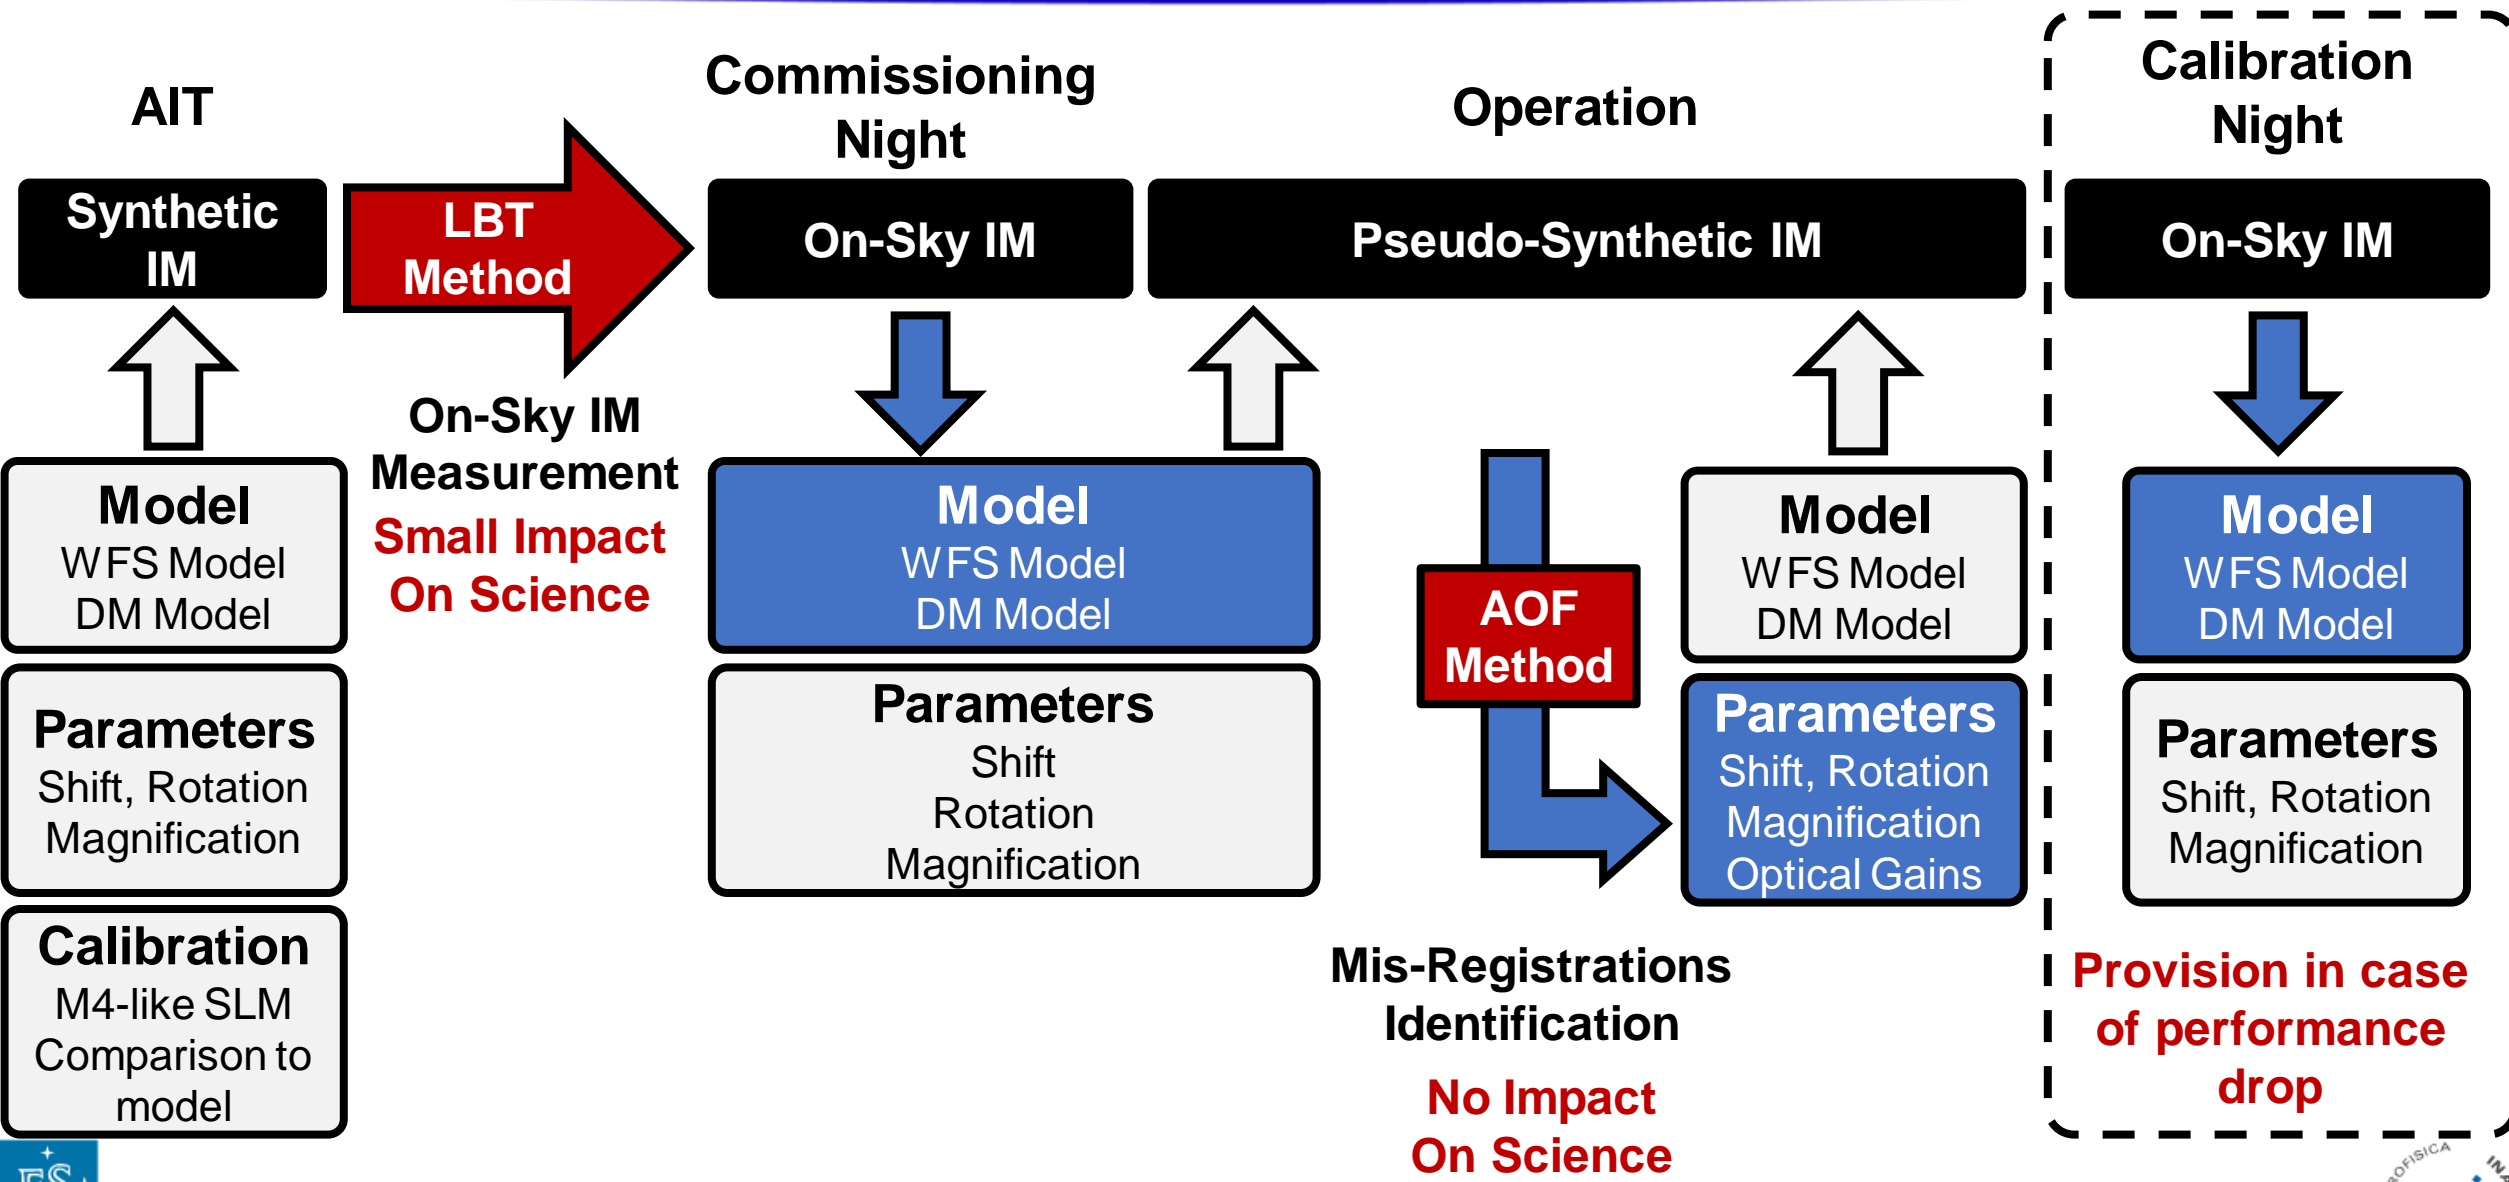 AIT
Synthetic
IM
Model
WFS Model
DM Model
Parameters
Shift, Rotation
Magnification
Calibration
M4-like SLM
Comparison to
model
LBT
Method
On-Sky IM
Measurement
Small Impact
On Science
Commissioning
Night
On-Sky IM
Model
WFS Model
DM Model
Parameters
Shift
Rotation
Magnification
Operation
Pseudo-Synthetic IM
AOF
Method
Mis-Registrations
Identification
No Impact
On Science
Model
WFS Model
DM Model
Parameters
Shift, Rotation
Magnification
Optical Gains
Calibration
Night
On-Sky IM
Model
WFS Model
DM Model
Parameters
Shift, Rotation
Magnification
Provision in case
of performance
drop